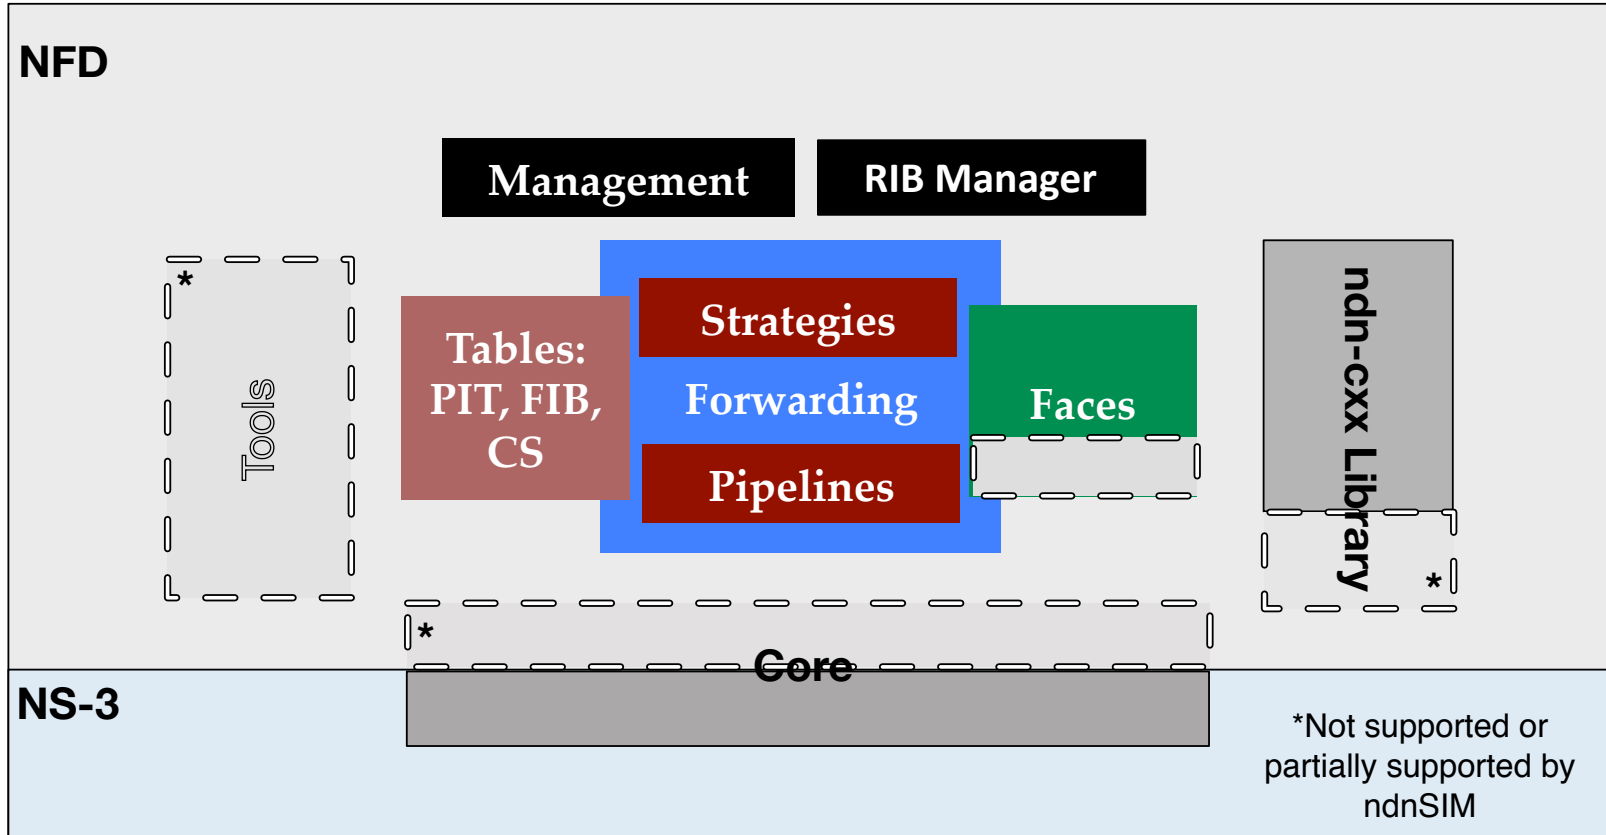 NFD
Management
RIB Manager
*
Tools
Tables:
PIT, FIB,
CS
Strategies
Forwarding
Pipelines
Faces
ndn-cxx Library
*
*
Core
NS-3
*Not supported or
partially supported by
ndnSIM